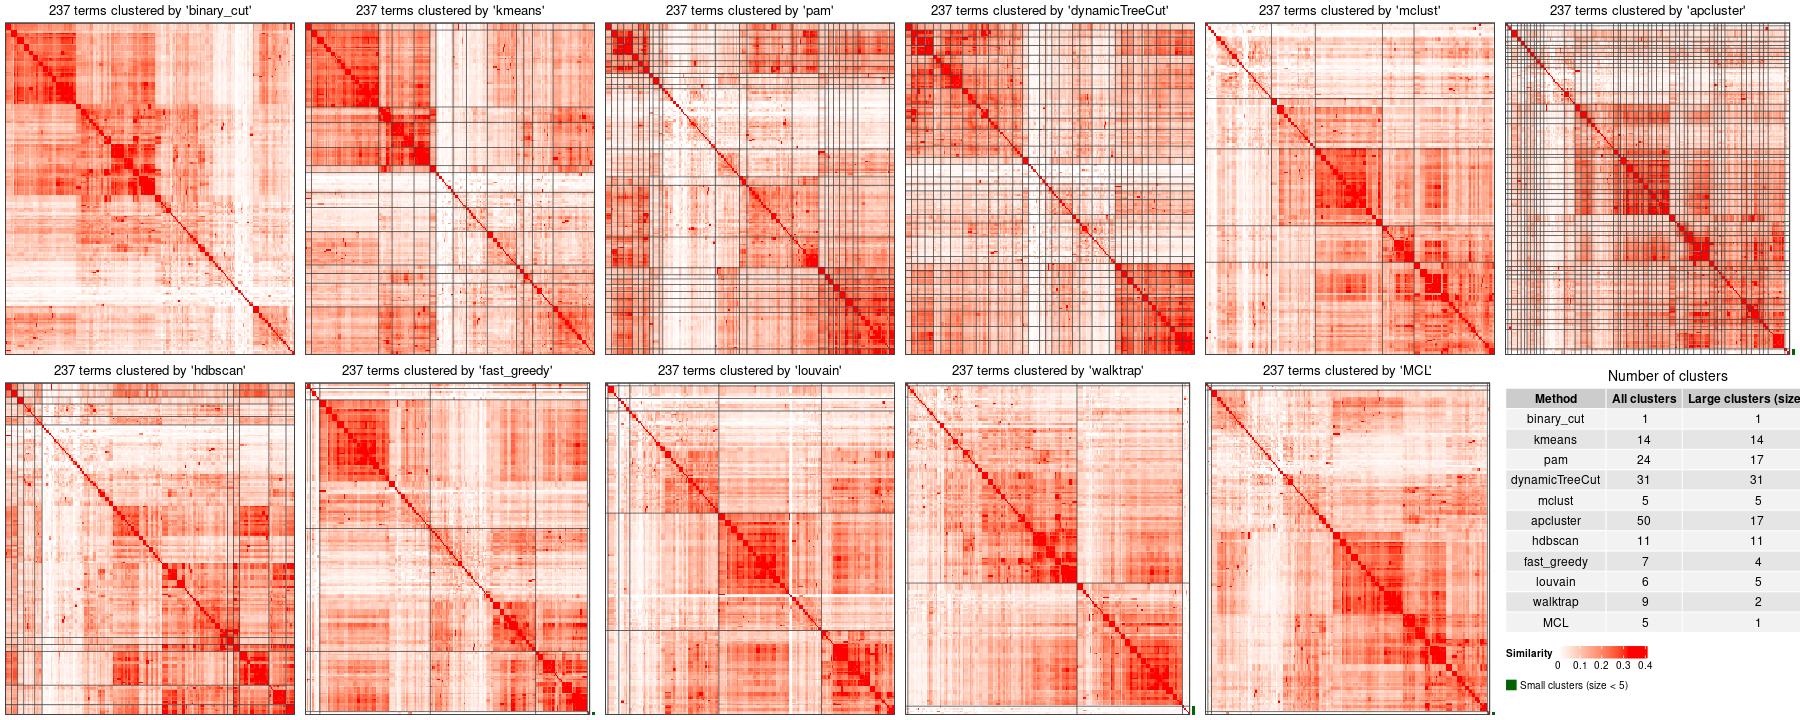 237 terms clustered by 'binary_cut'
237 terms clustered by 'kmeans'
237 terms clustered by 'pam'
237 terms clustered by 'dynamicTreeCut'
237 terms clustered by 'mclust'
237 terms clustered by 'apcluster'
237 terms clustered by 'hdbscan'
237 terms clustered by 'fast_greedy'
237 terms clustered by 'louvain'
237 terms clustered by 'walktrap'
237 terms clustered by 'MCL'
Number of clusters
Method All clusters Large clusters (size
binary_cut 1 1
kmeans 14 14
pam 24 17
dynamicTreeCut 31 31
mclust 5 5
apcluster 50 17
hdbscan 11 11
fast_greedy 7 4
louvain 6 5
walktrap 9 2
MCL 5 1
Similarity
0 0.1 0.2 0.3 0.4
Small clusters (size < 5)